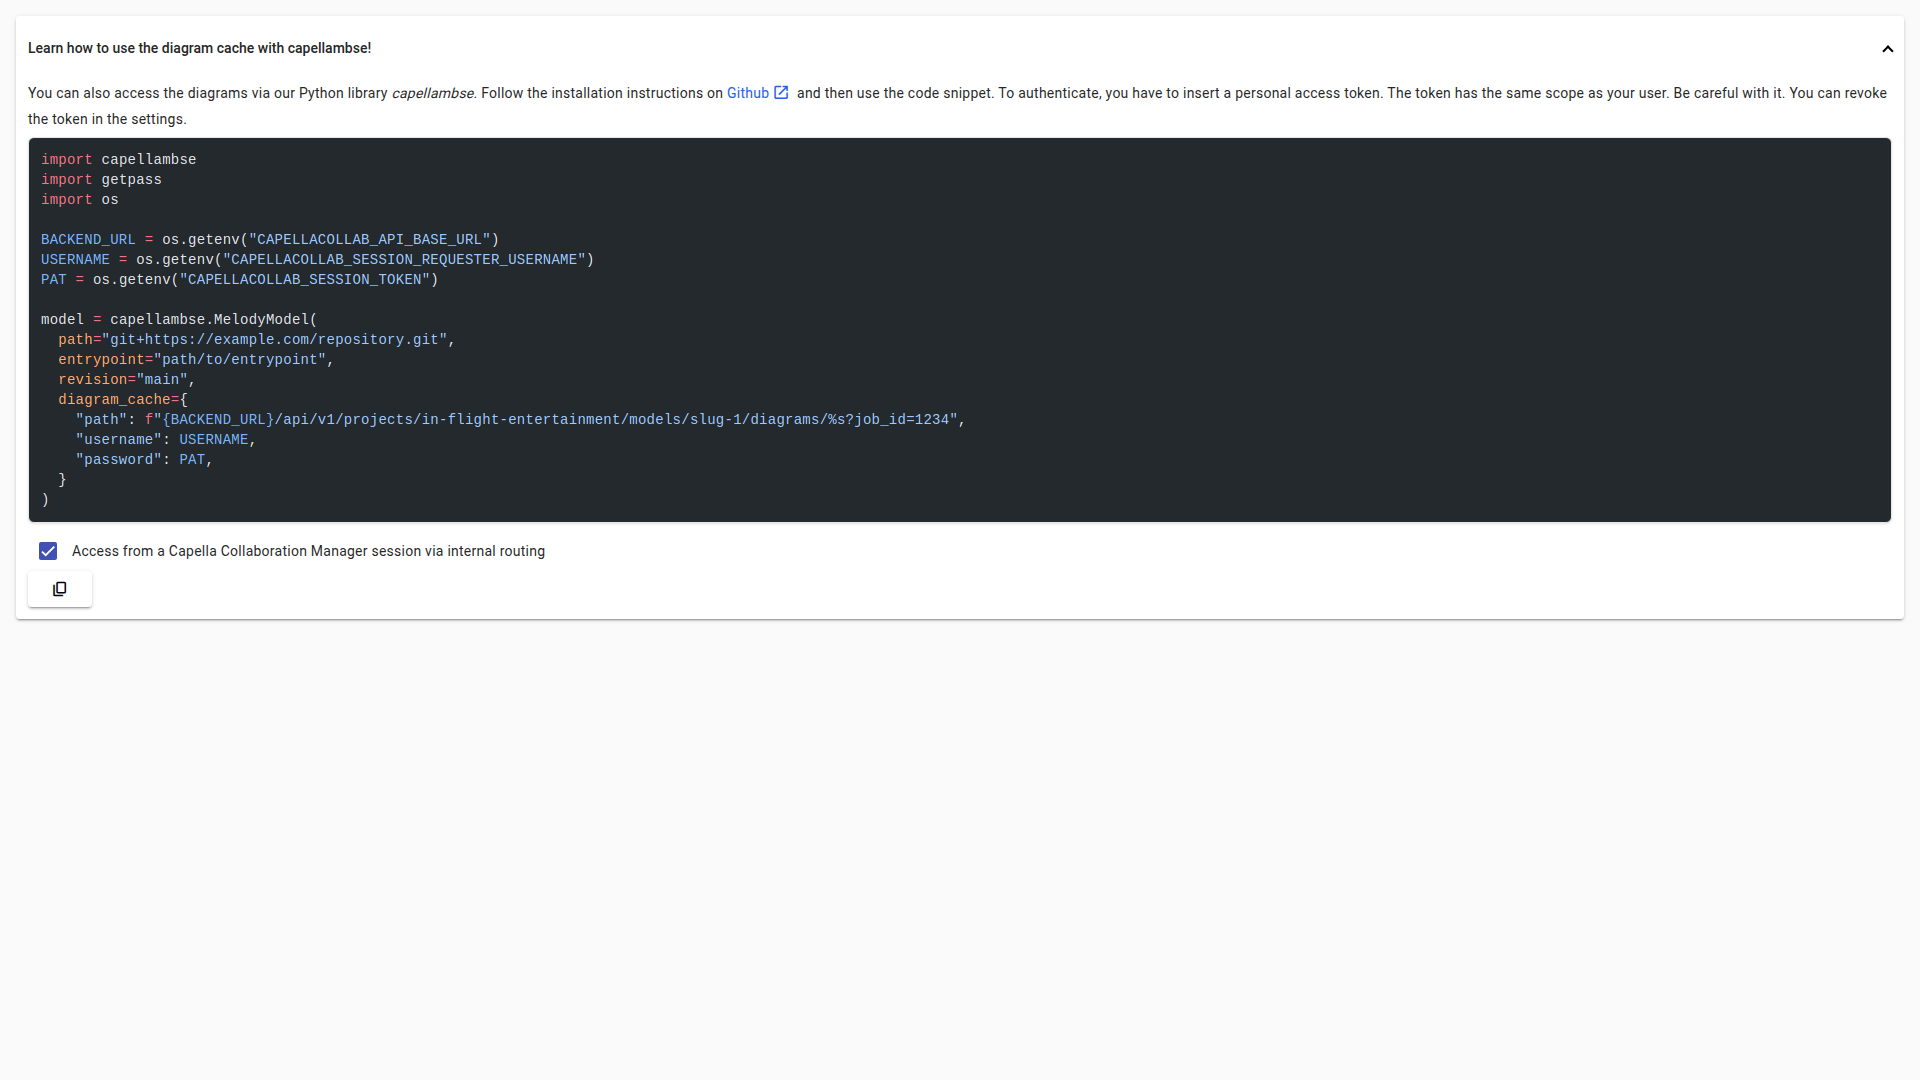 Learn how to use the diagram cache with capellambse!
You can also access the diagrams via our Python library capellambse. Follow the installation instructions on Github and then use the code snippet. To authenticate, you have to insert a personal access token. The token has the same scope as your user. Be careful with it. You can revoke
the token in the settings.
import capellambse
import getpass
import os

BACKEND_URL = os.getenv("CAPELLACOLLAB_API_BASE_URL")
USERNAME = os.getenv("CAPELLACOLLAB_SESSION_REQUESTER_USERNAME")
PAT = os.getenv("CAPELLACOLLAB_SESSION_TOKEN")

model = capellambse.MelodyModel(
  path="git+https://example.com/repository.git",
  entrypoint="path/to/entrypoint",
  revision="main",
  diagram_cache={
    "path": f"{BACKEND_URL}/api/v1/projects/in-flight-entertainment/models/slug-1/diagrams/%s?job_id=1234",
    "username": USERNAME,
    "password": PAT,
  }
)
Access from a Capella Collaboration Manager session via internal routing